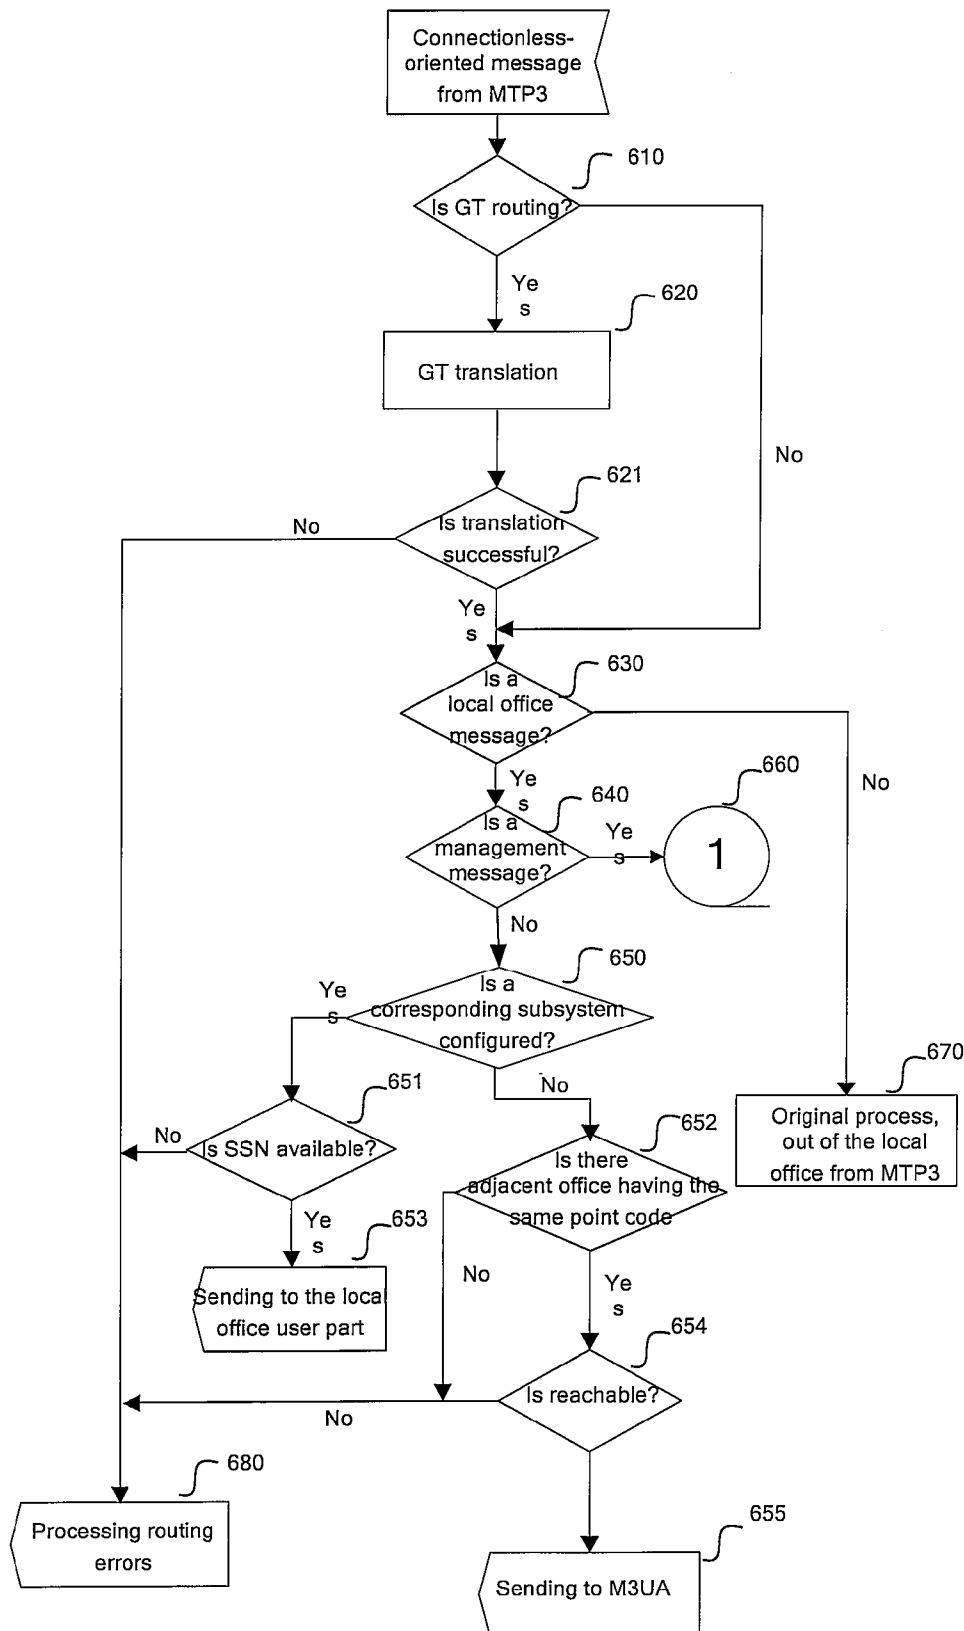 Connectionless-
oriented message
from MTP3
610
Is GT routing?
Ye
s
620
GT translation
No
621
Is translation
successful?
No
Ye
s
630
Is a
local office
message?
Ye
s
No
660
640
Is a
management
message?
Ye
s
1
No
650
Is a
corresponding subsystem
configured?
Ye
s
No
670
Original process,
out of the local
office from MTP3
651
Is SSN available?
No
652
Is there
adjacent office having the
same point code
Ye
s
653
Sending to the local
office user part
No
Ye
s
654
Is reachable?
No
680
Processing routing
errors
655
Sending to M3UA